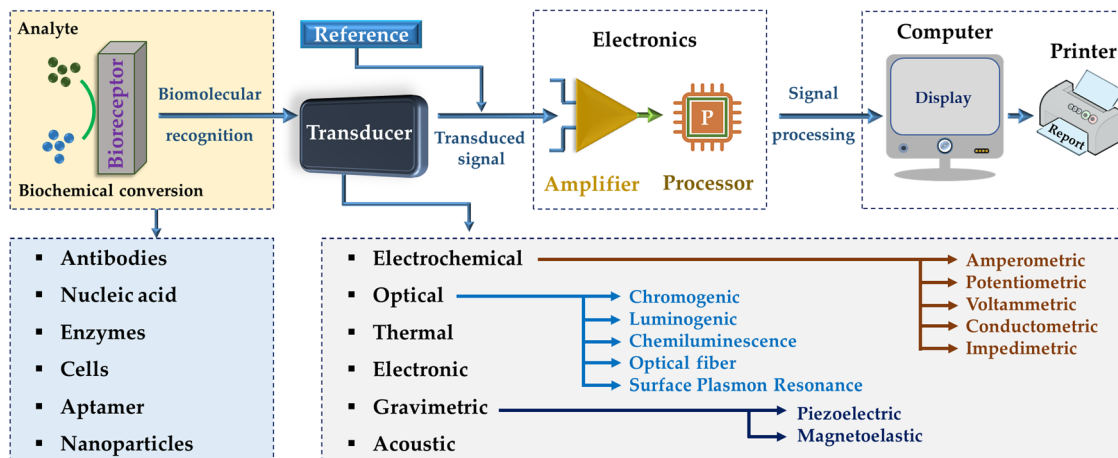 Analyte
Bioreceptor
Biochemical conversion
Biomolecular
recognition
Reference
Transducer
Transduced
signal
Electronics
P
Amplifier
Processor
Signal
processing
Computer
Display
Printer
Report
▪ Antibodies
▪ Nucleic acid
▪ Enzymes
▪ Cells
▪ Aptamer
▪ Nanoparticles
▪ Electrochemical
▪ Optical
▪ Thermal
▪ Electronic
▪ Gravimetric
▪ Acoustic
Chromogenic
Luminogenic
Chemiluminescence
Optical fiber
Surface Plasmon Resonance
Amperometric
Potentiometric
Voltammetric
Conductometric
Impedimetric
Piezoelectric
Magnetoelastic